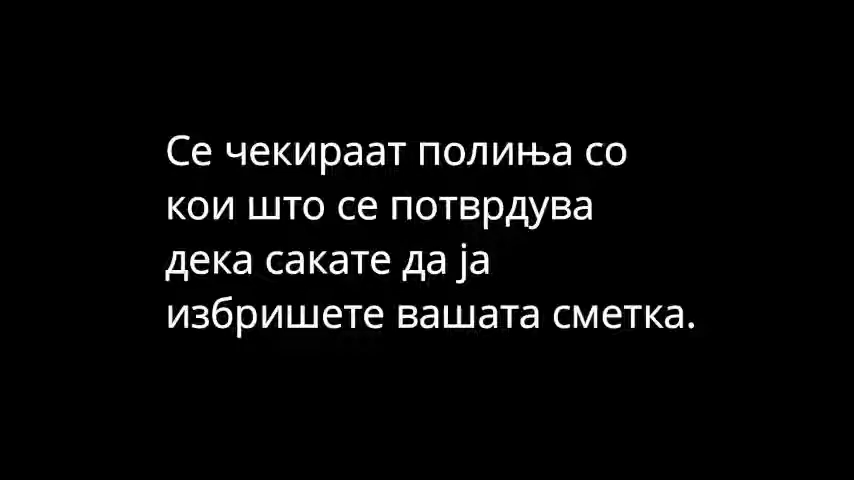 Се чекираат полиња со
кои што се потврдува
дека сакате да ја
избришете вашата сметка.